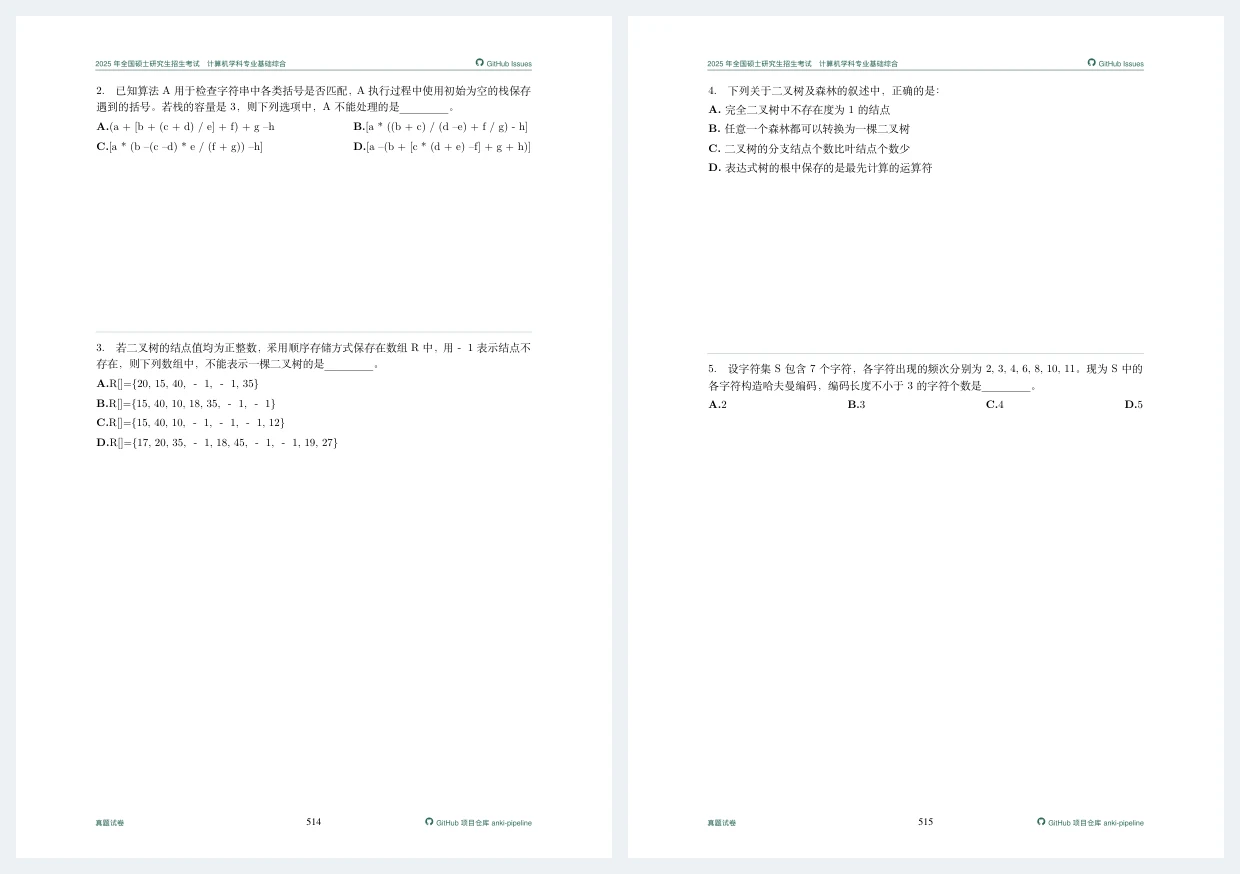 2025 年全国硕士研究生招生考试 计算机学科专业基础综合 GitHub Issues
2. 已知算法 A 用于检查字符串中各类括号是否匹配，A 执行过程中使用初始为空的栈保存
遇到的括号。若栈的容量是 3，则下列选项中，A 不能处理的是_________。
A.(a + [b + (c + d) / e] + f) + g –h B.[a * ((b + c) / (d –e) + f / g) - h]
C.[a * (b –(c –d) * e / (f + g)) –h] D.[a –(b + [c * (d + e) –f] + g + h)]
3. 若二叉树的结点值均为正整数，采用顺序存储方式保存在数组 R 中，用 - 1 表示结点不
存在，则下列数组中，不能表示一棵二叉树的是_________。
A.R[]={20, 15, 40, - 1, - 1, 35}
B.R[]={15, 40, 10, 18, 35, - 1, - 1}
C.R[]={15, 40, 10, - 1, - 1, - 1, 12}
D.R[]={17, 20, 35, - 1, 18, 45, - 1, - 1, 19, 27}
真题试卷 514 GitHub 项目仓库 anki-pipeline
2025 年全国硕士研究生招生考试 计算机学科专业基础综合 GitHub Issues
4. 下列关于二叉树及森林的叙述中，正确的是：
A. 完全二叉树中不存在度为 1 的结点
B. 任意一个森林都可以转换为一棵二叉树
C. 二叉树的分支结点个数比叶结点个数少
D. 表达式树的根中保存的是最先计算的运算符
5. 设字符集 S 包含 7 个字符，各字符出现的频次分别为 2, 3, 4, 6, 8, 10, 11。现为 S 中的
各字符构造哈夫曼编码，编码长度不小于 3 的字符个数是_________。
A.2 B.3 C.4 D.5
真题试卷 515 GitHub 项目仓库 anki-pipeline